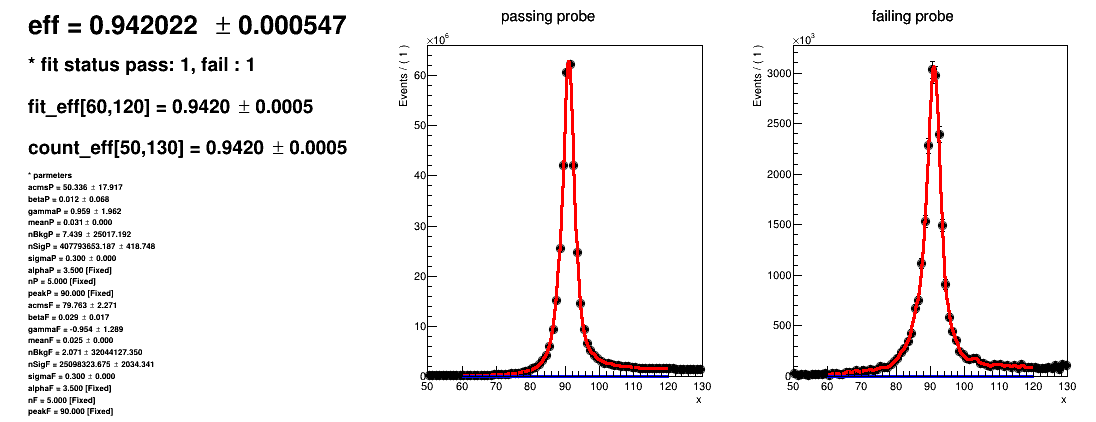 eff = 0.942022 ± 0.000547
* fit status pass: 1, fail : 1
fit_eff[60,120] = 0.9420 ± 0.0005
count_eff[50,130] = 0.9420 ± 0.0005
* parmeters
acmsP = 50.336 ± 17.917
betaP = 0.012 ± 0.068
gammaP = 0.959 ± 1.962
meanP = 0.031 ± 0.000
nBkgP = 7.439 ± 25017.192
nSigP = 407793653.187 ± 418.748
sigmaP = 0.300 ± 0.000
alphaP = 3.500 [Fixed]
nP = 5.000 [Fixed]
peakP = 90.000 [Fixed]
acmsF = 79.763 ± 2.271
betaF = 0.029 ± 0.017
gammaF = -0.954 ± 1.289
meanF = 0.025 ± 0.000
nBkgF = 2.071 ± 32044127.350
nSigF = 25098323.675 ± 2034.341
sigmaF = 0.300 ± 0.000
alphaF = 3.500 [Fixed]
nF = 5.000 [Fixed]
peakF = 90.000 [Fixed]
passing probe
×10⁶
Events / ( 1 )
60
50
40
30
20
10
0
50 60 70 80 90 100 110 120 130
x
failing probe
×10³
Events / ( 1 )
3000
2500
2000
1500
1000
500
0
50 60 70 80 90 100 110 120 130
x